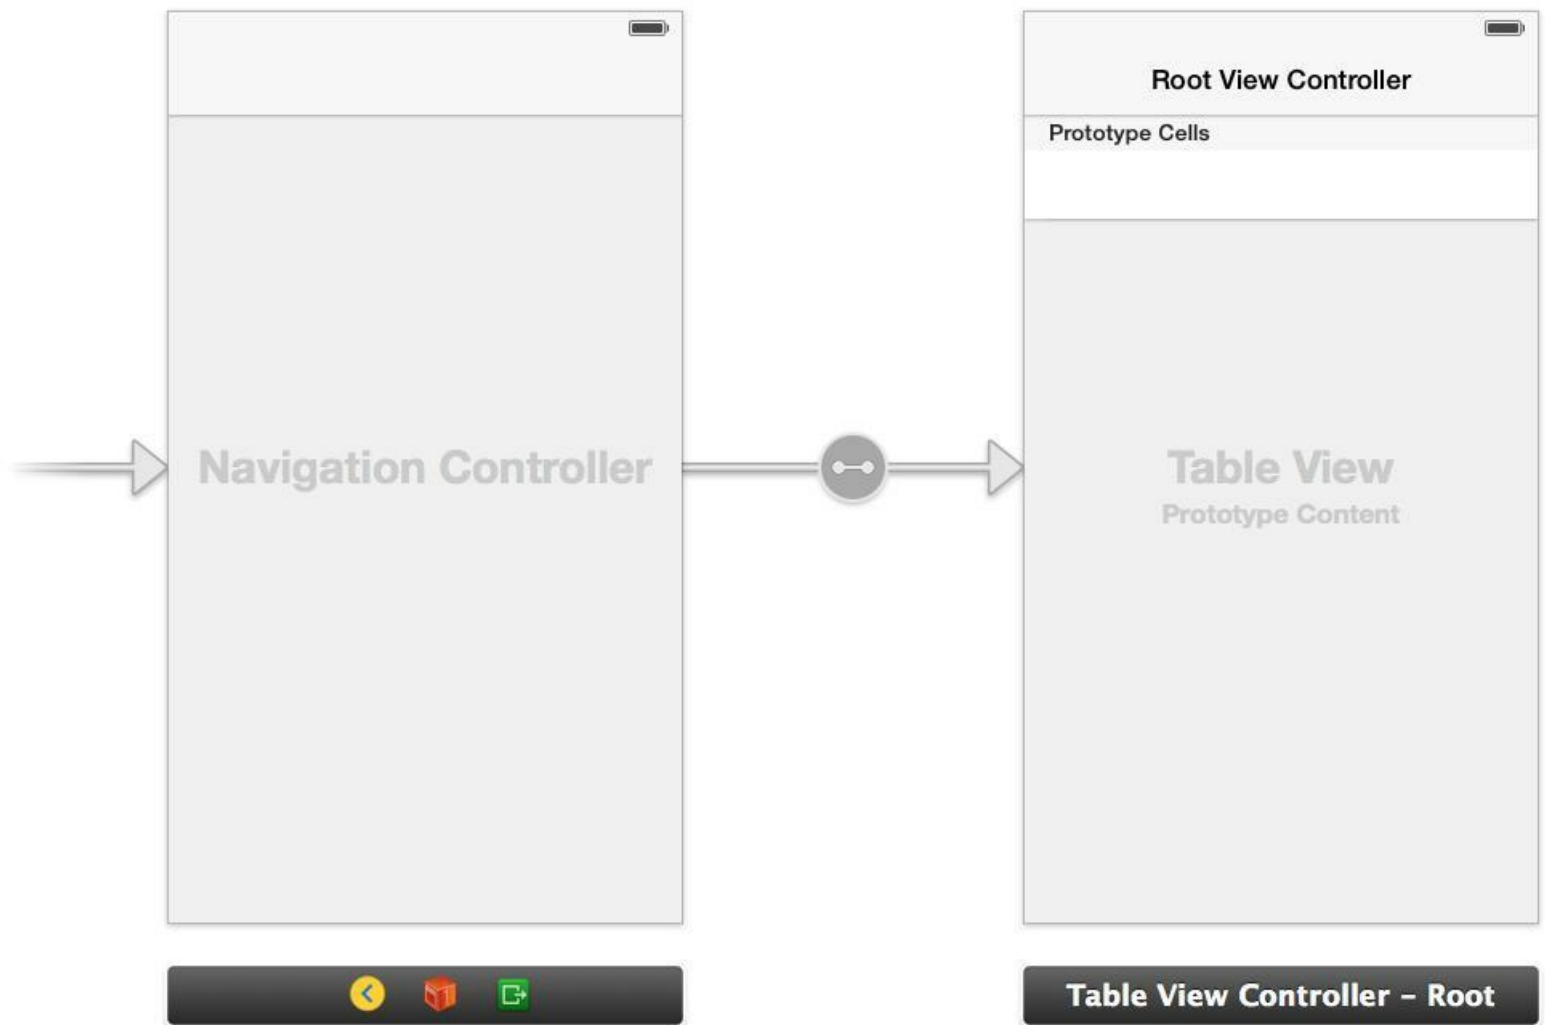 Navigation Controller
Root View Controller
Prototype Cells
Table View
Prototype Content
Table View Controller – Root